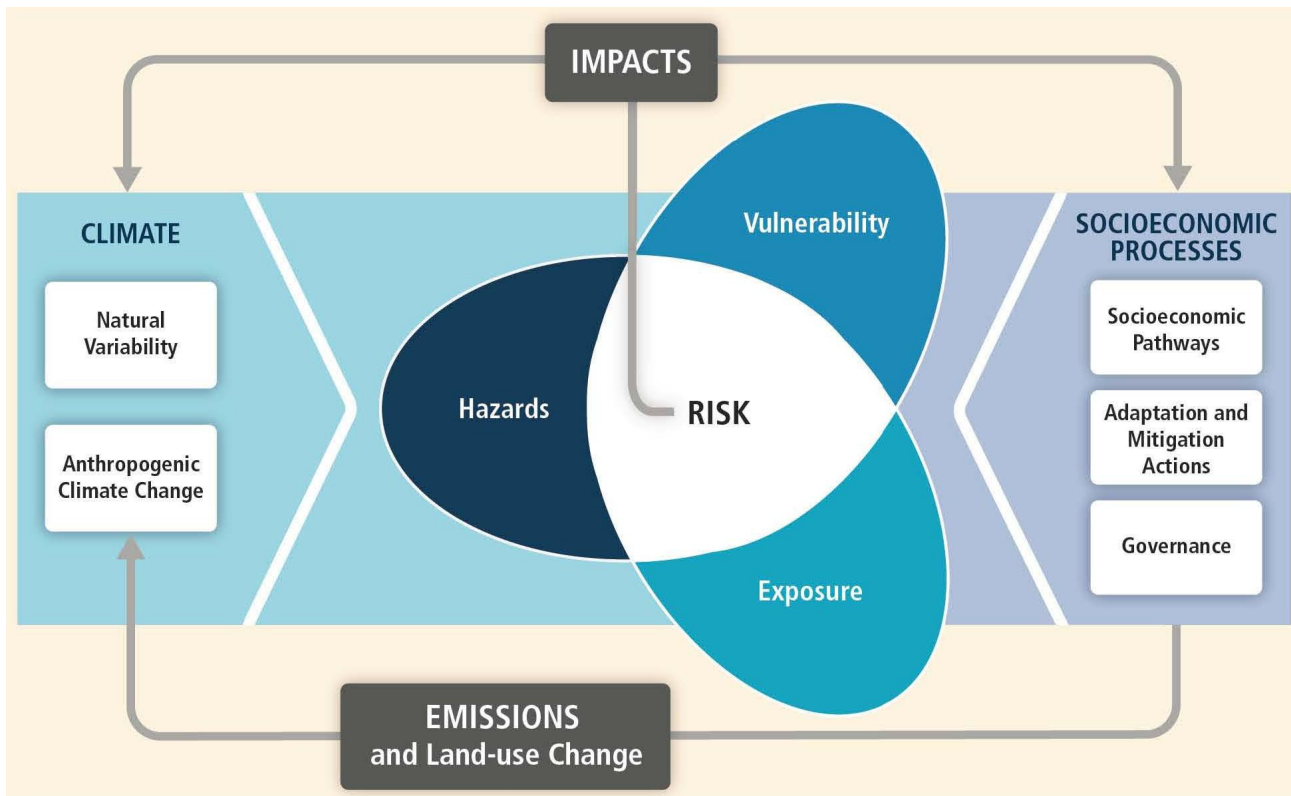 IMPACTS
CLIMATE
Natural
Variability
Anthropogenic
Climate Change
Vulnerability
Hazards
RISK
Exposure
SOCIOECONOMIC
PROCESSES
Socioeconomic
Pathways
Adaptation and
Mitigation
Actions
Governance
EMISSIONS
and Land-use Change